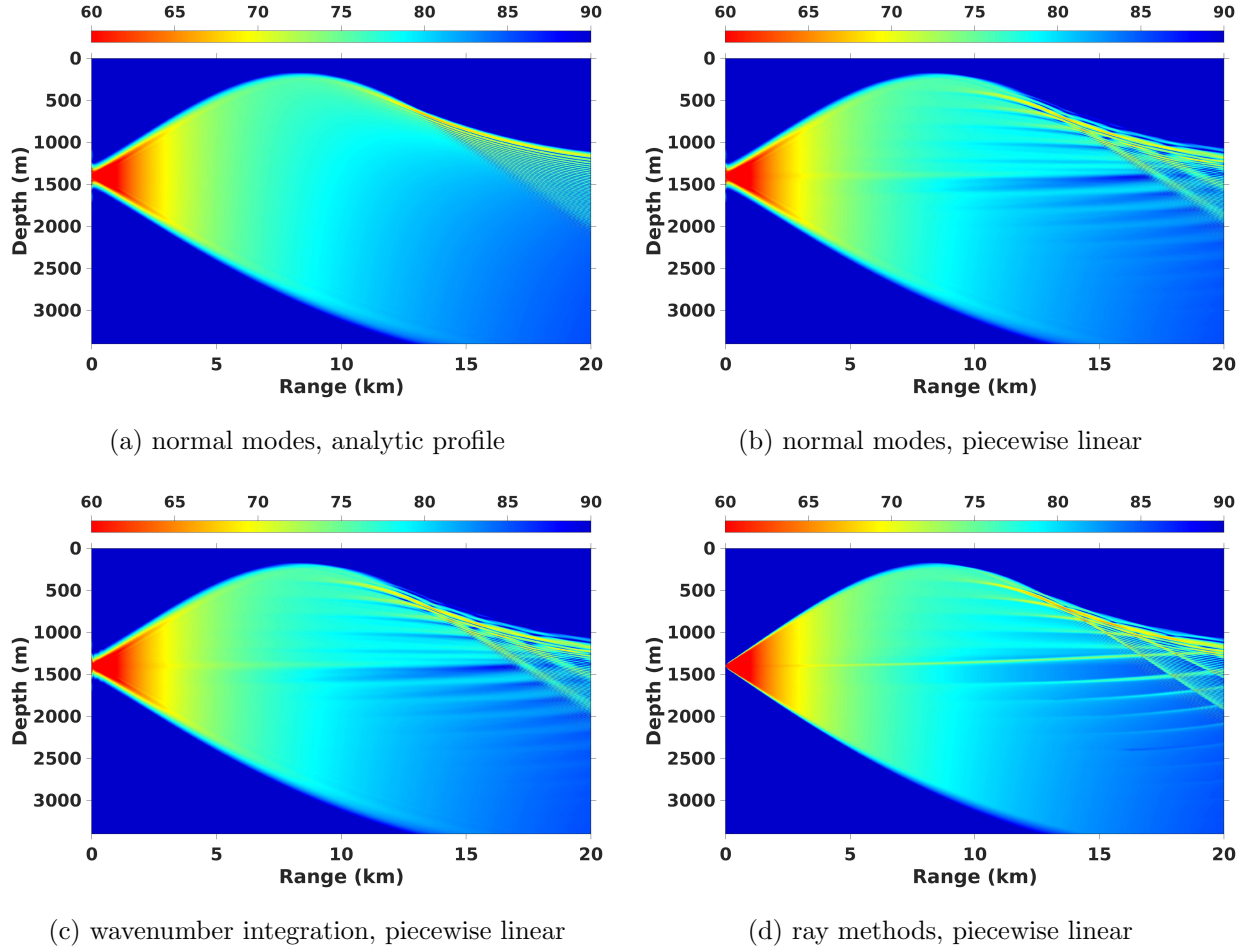 60 65 70 75 80 85 90
60 65 70 75 80 85 90
0
500
1000
1500
2000
2500
3000
Depth (m)
0 5 10 15 20
Range (km)
0
500
1000
1500
2000
2500
3000
Depth (m)
0 5 10 15 20
Range (km)
(a) normal modes, analytic profile
(b) normal modes, piecewise linear
60 65 70 75 80 85 90
60 65 70 75 80 85 90
0
500
1000
1500
2000
2500
3000
Depth (m)
0 5 10 15 20
Range (km)
0
500
1000
1500
2000
2500
3000
Depth (m)
0 5 10 15 20
Range (km)
(c) wavenumber integration, piecewise linear
(d) ray methods, piecewise linear